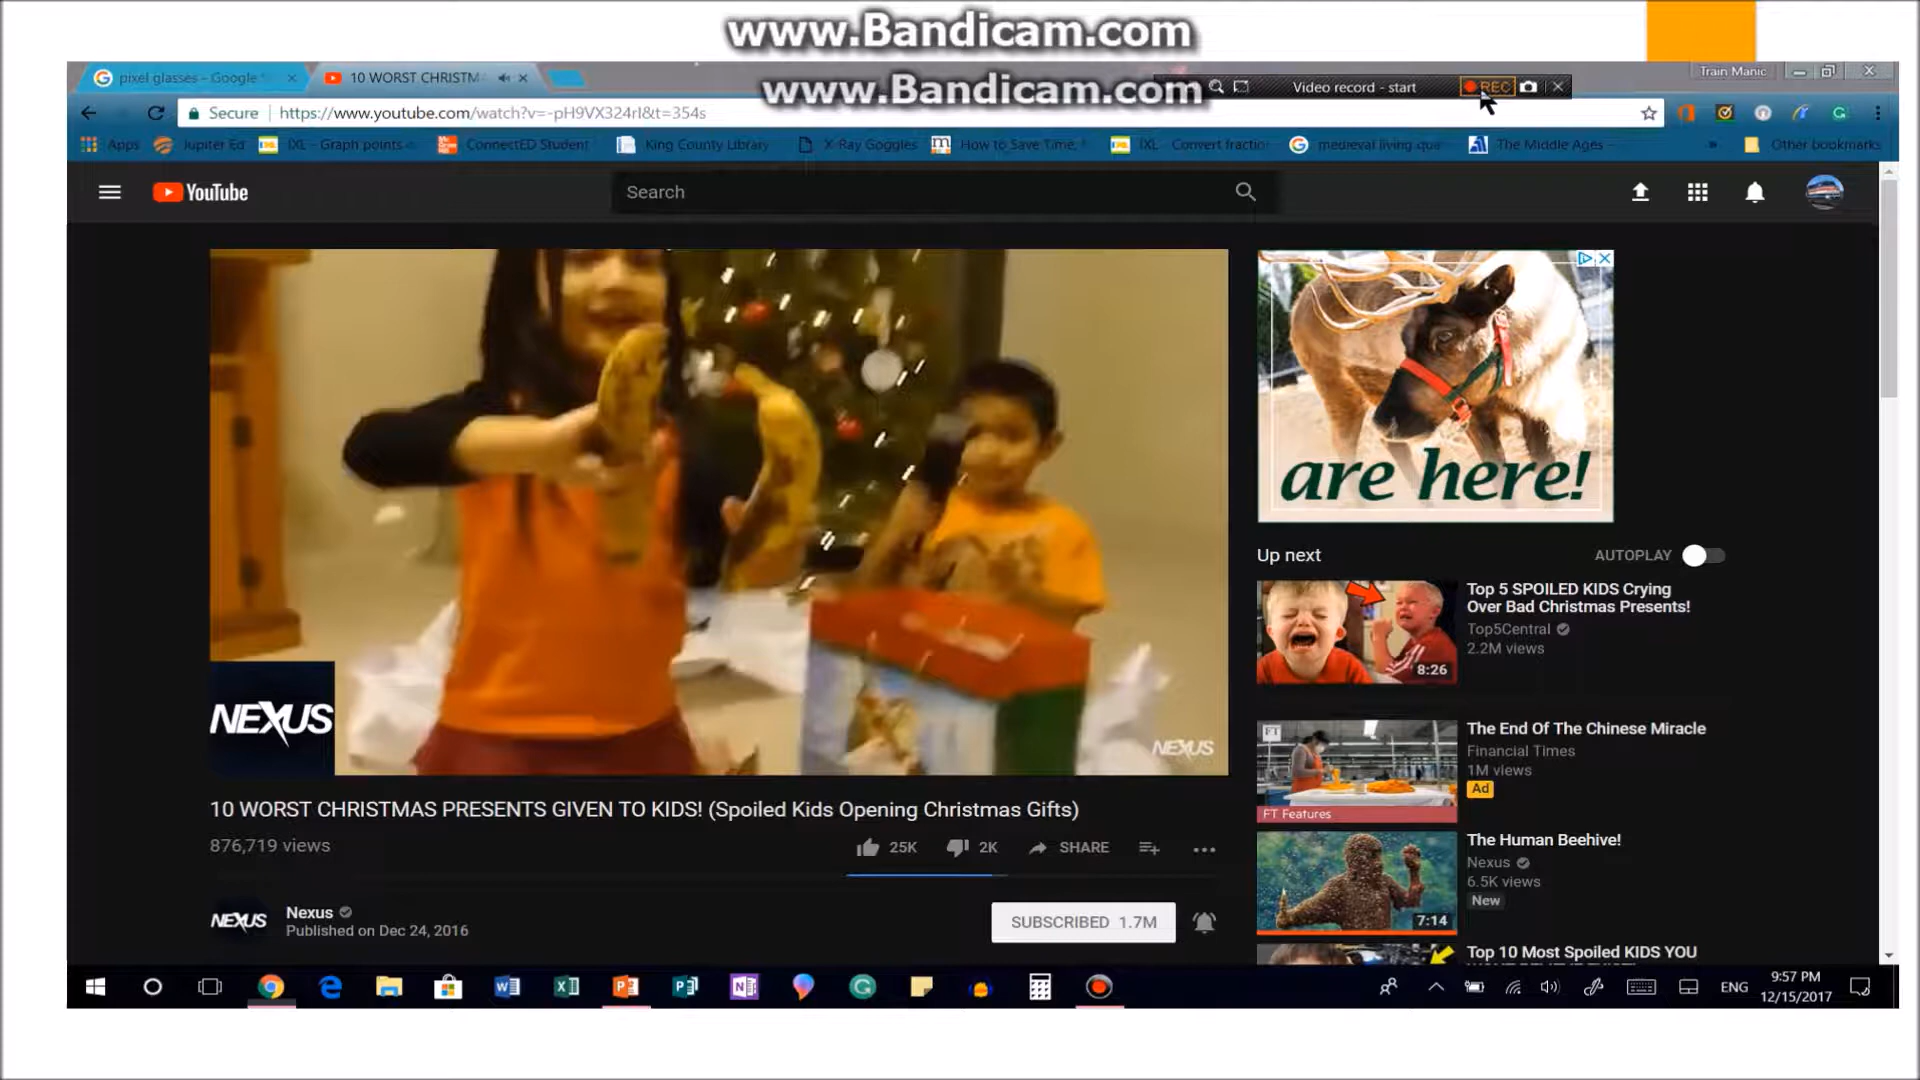 www.Bandicam.com
www.Bandicam.com
pixel glasses - Google
10 WORST CHRISTM
Video record - start
REC
Train Manic
Secure
https://www.youtube.com/watch?v=-pH9VX324rI&t=354s
Apps
Jupiter Ed
IXL - Graph points
ConnectED Student
King County Library
X-Ray Goggles
How to Save Time,
IXL - Convert fractio
medieval living que
The Middle Ages -
Other bookmarks
YouTube
Search
are here!
NEXUS
NEXUS
Up next
AUTOPLAY
Top 5 SPOILED KIDS Crying
Over Bad Christmas Presents!
Top5Central
2.2M views
8:26
The End Of The Chinese Miracle
Financial Times
1M views
Ad
FT
FT Features
The Human Beehive!
Nexus
6.5K views
New
7:14
Top 10 Most Spoiled KIDS YOU
10 WORST CHRISTMAS PRESENTS GIVEN TO KIDS! (Spoiled Kids Opening Christmas Gifts)
876,719 views
25K
2K
SHARE
NEXUS
Nexus
Published on Dec 24, 2016
SUBSCRIBED 1.7M
ENG
9:57 PM
12/15/2017